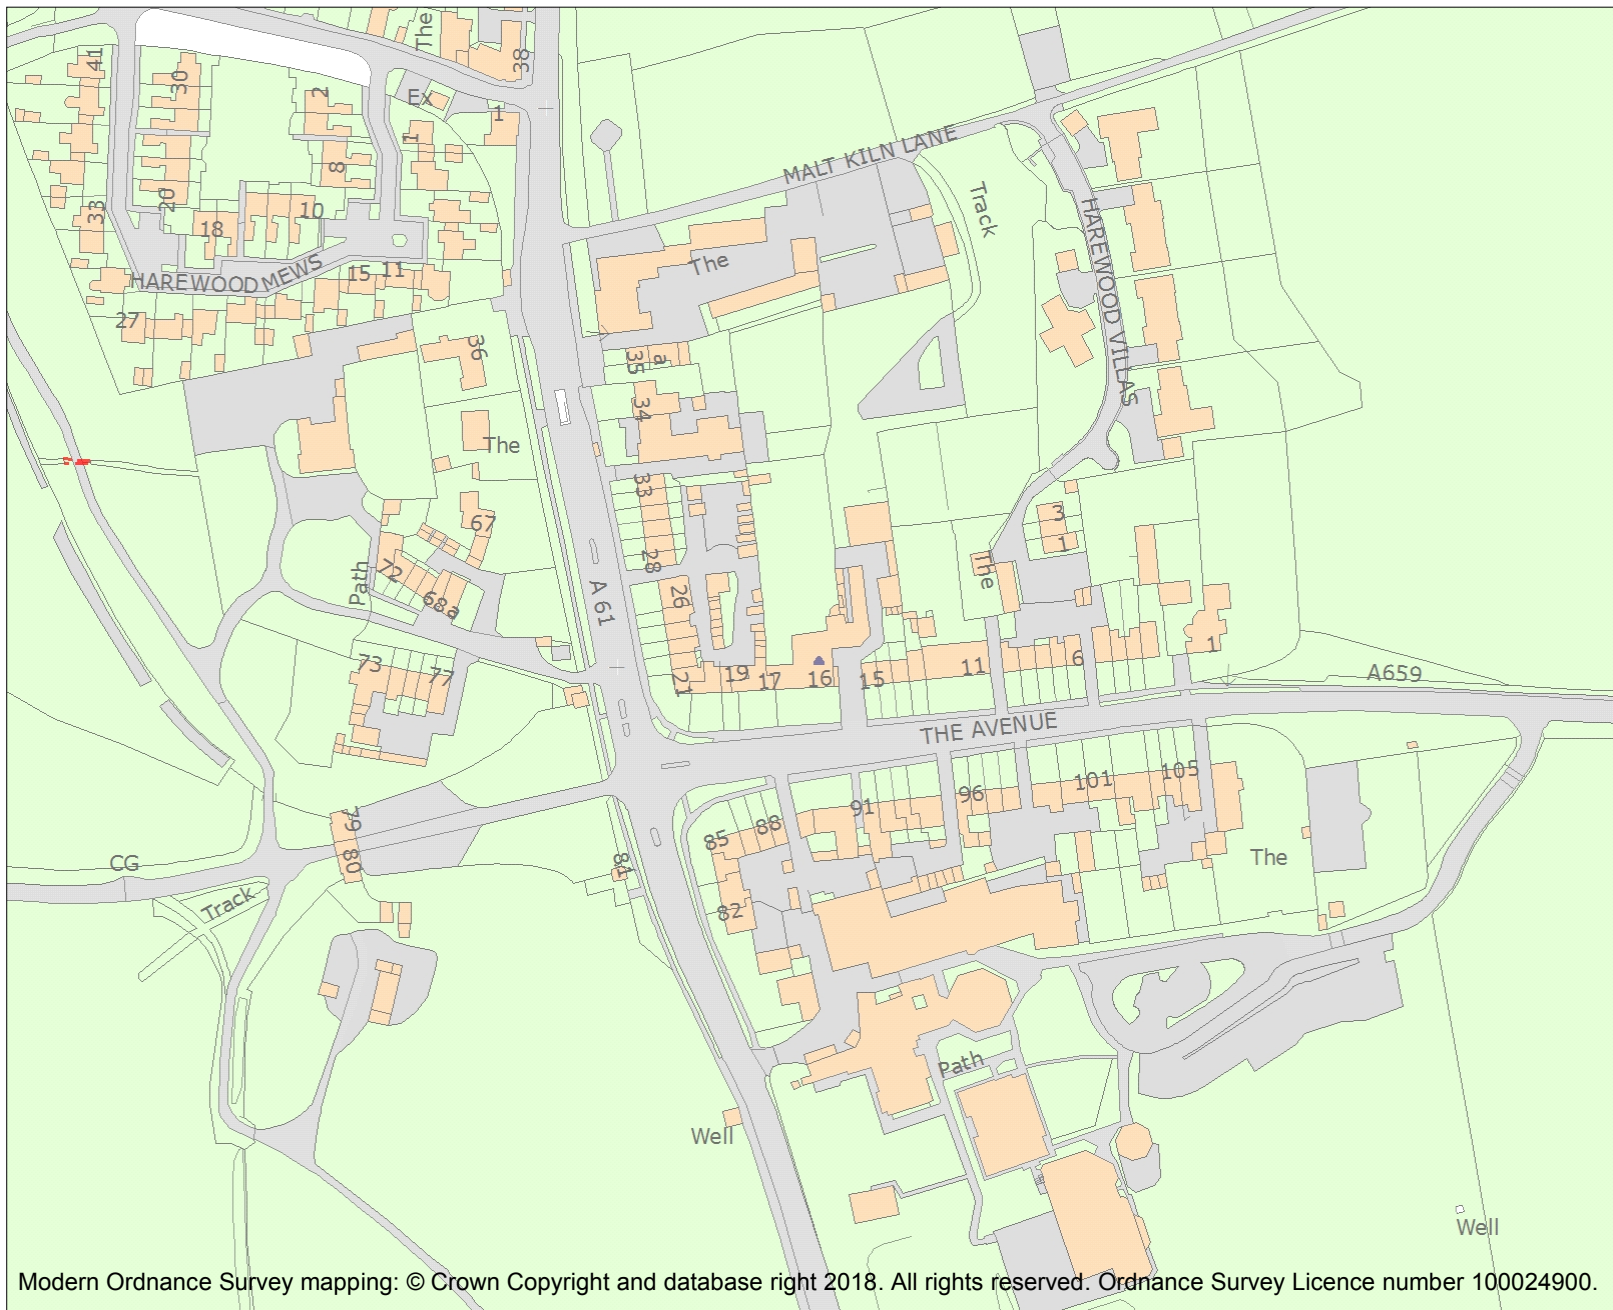 The
38
41
30
2
Ex
1
1
MALT KILN LANE
8
Track
20
33
10
18
HAREWOOD VILLAS
The
HAREWOOD MEWS
15
11
27
36
35
a
34
The
33
67
3
1
28
72
Path
The
A 61
26
68a
1
73
77
6
11
19
17
16
15
21
A659
THE AVENUE
105
101
96
91
79
88
85
80
81
CG
The
Track
82
Path
Well
Well
Modern Ordnance Survey mapping: © Crown Copyright and database right 2018. All rights reserved. Ordnance Survey Licence number 100024900.